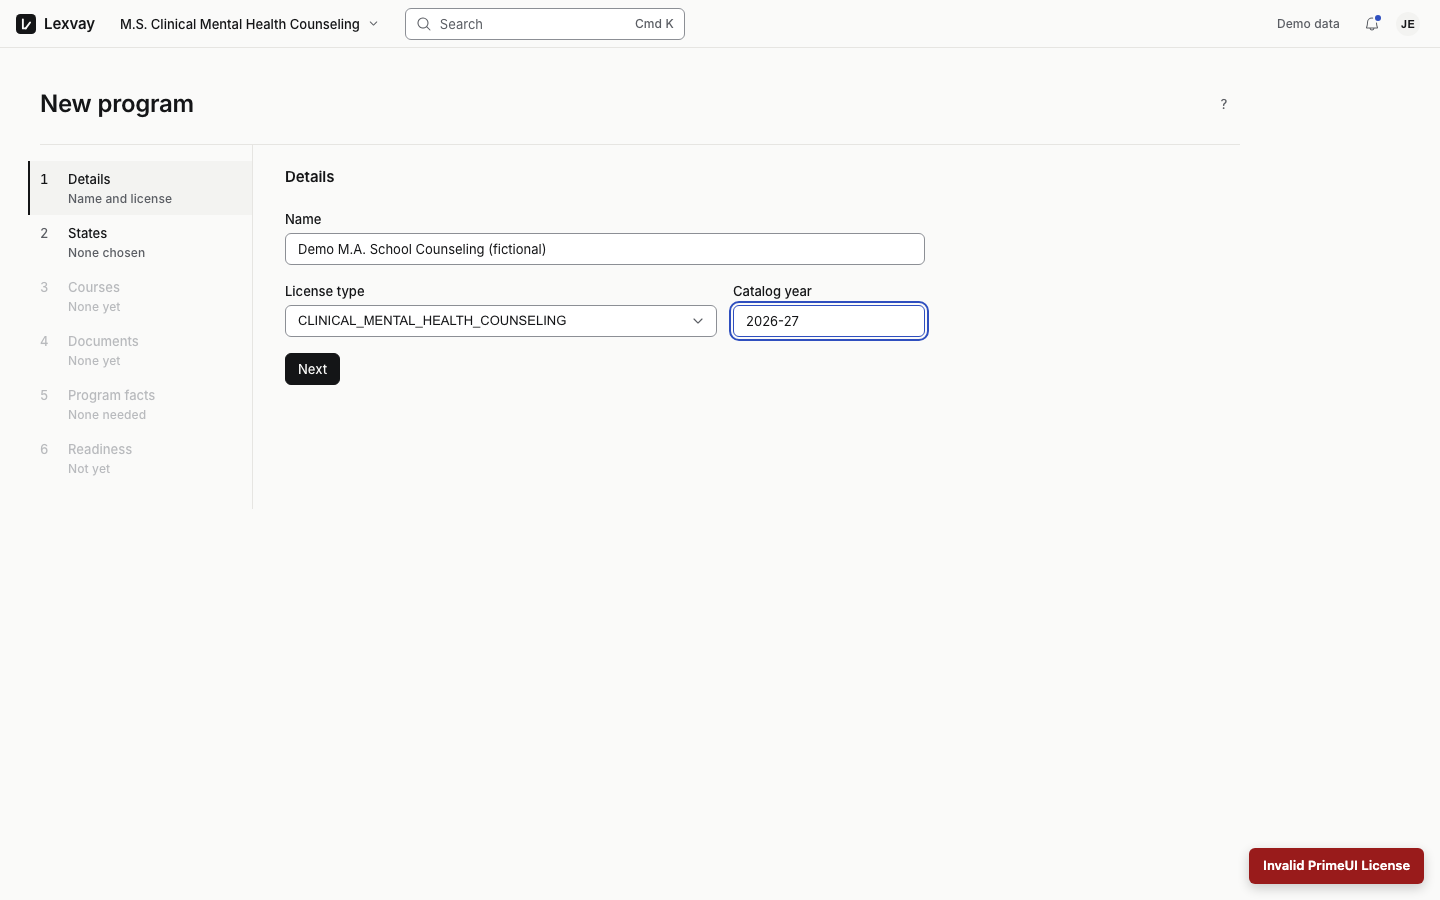 Lexvay
M.S. Clinical Mental Health Counseling
Search
Cmd K
Demo data
JE
New program
?
1 Details
Name and license
2 States
None chosen
3 Courses
None yet
4 Documents
None yet
5 Program facts
None needed
6 Readiness
Not yet
Details
Name
Demo M.A. School Counseling (fictional)
License type
Catalog year
CLINICAL_MENTAL_HEALTH_COUNSELING
2026-27
Next
Invalid PrimeUI License